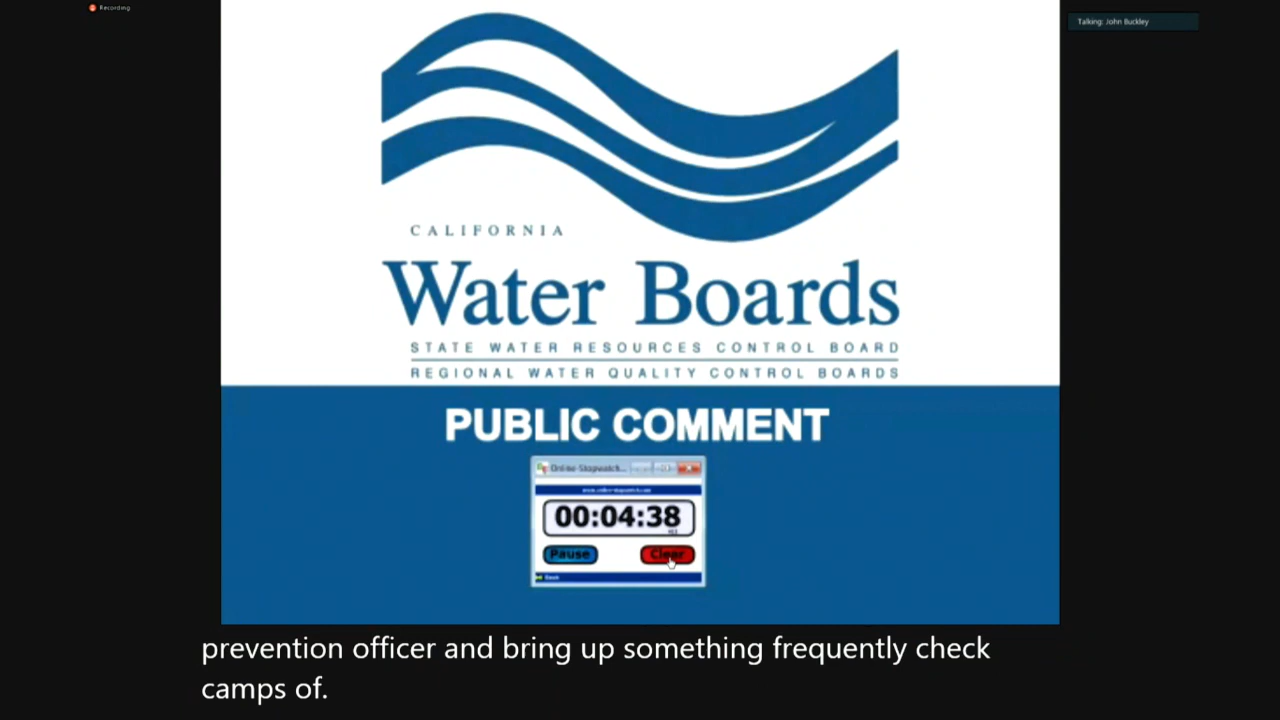 Recording
Talking: John Buckley
CALIFORNIA
Water Boards
STATE WATER RESOURCES CONTROL BOARD
REGIONAL WATER QUALITY CONTROL BOARDS
PUBLIC COMMENT
Online Stopwatch...
00:04:38
Pause Clear
prevention officer and bring up something frequently check
camps of.